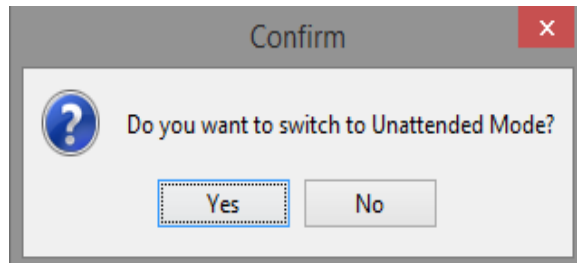 Confirm
Do you want to switch to Unattended Mode?
Yes No